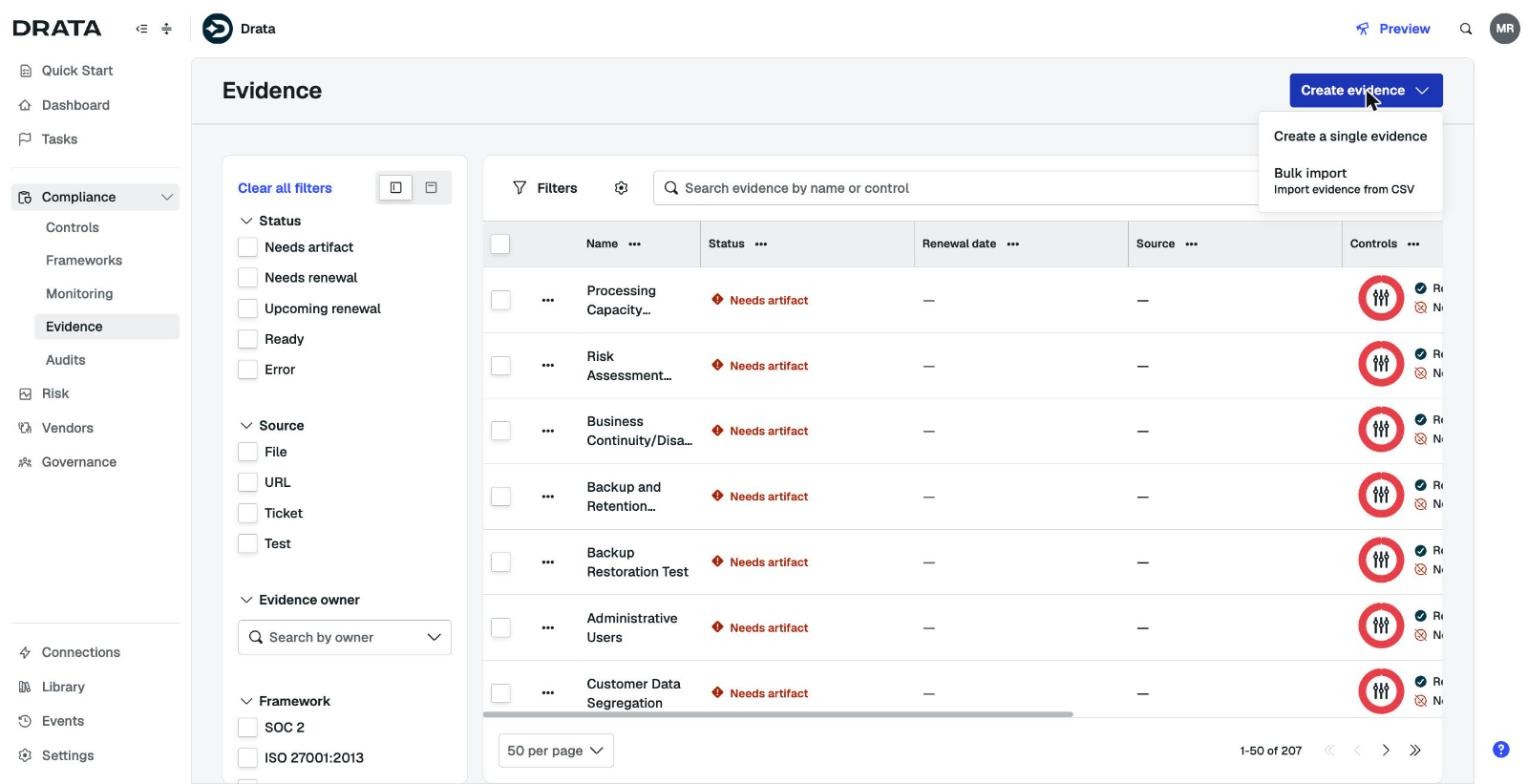 DRATA
Drata
Preview
MR
Quick Start
Dashboard
Tasks
Compliance
Controls
Frameworks
Monitoring
Evidence
Audits
Risk
Vendors
Governance
Connections
Library
Events
Settings
Evidence
Create evidence
Create a single evidence
Bulk import
Import evidence from CSV
Clear all filters
Status
Needs artifact
Needs renewal
Upcoming renewal
Ready
Error
Source
File
URL
Ticket
Test
Evidence owner
Search by owner
Framework
SOC 2
ISO 27001:2013
Filters
Search evidence by name or control
Name ••• Status ••• Renewal date ••• Source ••• Controls •••
••• Processing Capacity... Needs artifact — —
••• Risk Assessment... Needs artifact — —
••• Business Continuity/Disa... Needs artifact — —
••• Backup and Retention... Needs artifact — —
••• Backup Restoration Test Needs artifact — —
••• Administrative Users Needs artifact — —
••• Customer Data Segregation Needs artifact — —
50 per page
1-50 of 207
?